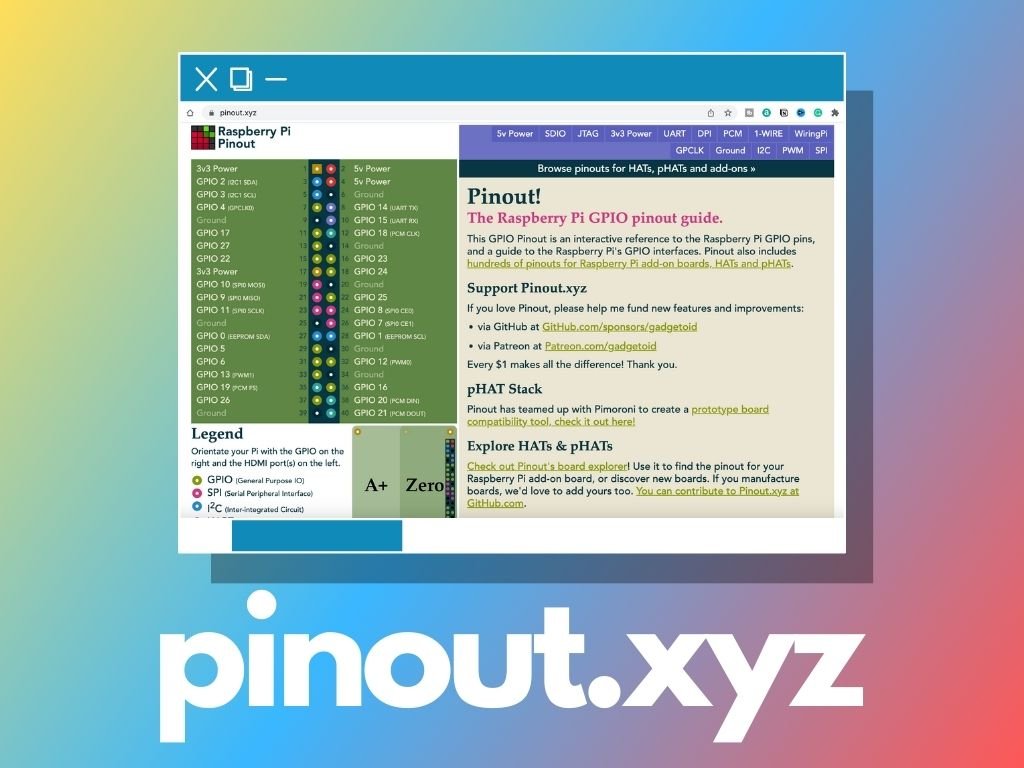 pinout.xyz
Raspberry Pi
Pinout
5v Power SDIO JTAG 3v3 Power UART DPI PCM 1-WIRE WiringPi
GPCLK Ground I2C PWM SPI
Browse pinouts for HATs, pHATs and add-ons »
3v3 Power 1 2 5v Power
GPIO 2 (I2C1 SDA) 3 4 5v Power
GPIO 3 (I2C1 SCL) 5 6 Ground
GPIO 4 (GPCLK0) 7 8 GPIO 14 (UART TX)
Ground 9 10 GPIO 15 (UART RX)
GPIO 17 11 12 GPIO 18 (PCM CLK)
GPIO 27 13 14 Ground
GPIO 22 15 16 GPIO 23
3v3 Power 17 18 GPIO 24
GPIO 10 (SPI0 MOSI) 19 20 Ground
GPIO 9 (SPI0 MISO) 21 22 GPIO 25
GPIO 11 (SPI0 SCLK) 23 24 GPIO 8 (SPI0 CE0)
Ground 25 26 GPIO 7 (SPI0 CE1)
GPIO 0 (EEPROM SDA) 27 28 GPIO 1 (EEPROM SCL)
GPIO 5 29 30 Ground
GPIO 6 31 32 GPIO 12 (PWM0)
GPIO 13 (PWM1) 33 34 Ground
GPIO 19 (PCM FS) 35 36 GPIO 16
GPIO 26 37 38 GPIO 20 (PCM DIN)
Ground 39 40 GPIO 21 (PCM DOUT)
Legend
Orientate your Pi with the GPIO on the
right and the HDMI port(s) on the left.
GPIO (General Purpose IO)
SPI (Serial Peripheral Interface)
I2C (Inter-integrated Circuit)
A+ Zero
Pinout!
The Raspberry Pi GPIO pinout guide.
This GPIO Pinout is an interactive reference to the Raspberry Pi GPIO pins,
and a guide to the Raspberry Pi's GPIO interfaces. Pinout also includes
hundreds of pinouts for Raspberry Pi add-on boards, HATs and pHATs.
Support Pinout.xyz
If you love Pinout, please help me fund new features and improvements:
• via GitHub at GitHub.com/sponsors/gadgetoid
• via Patreon at Patreon.com/gadgetoid
Every $1 makes all the difference! Thank you.
pHAT Stack
Pinout has teamed up with Pimoroni to create a prototype board
compatibility tool, check it out here!
Explore HATs & pHATs
Check out Pinout's board explorer! Use it to find the pinout for your
Raspberry Pi add-on board, or discover new boards. If you manufacture
boards, we'd love to add yours too. You can contribute to Pinout.xyz at
GitHub.com.
pinout.xyz